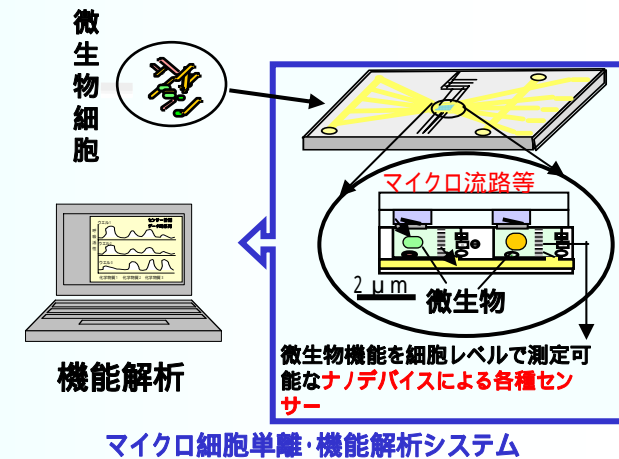 微生物細胞
マイクロ流路等
2 μm
微生物
微生物機能を細胞レベルで測定可
能なナノデバイスによる各種セン
サー
機能解析
マイクロ細胞単離・機能解析システム